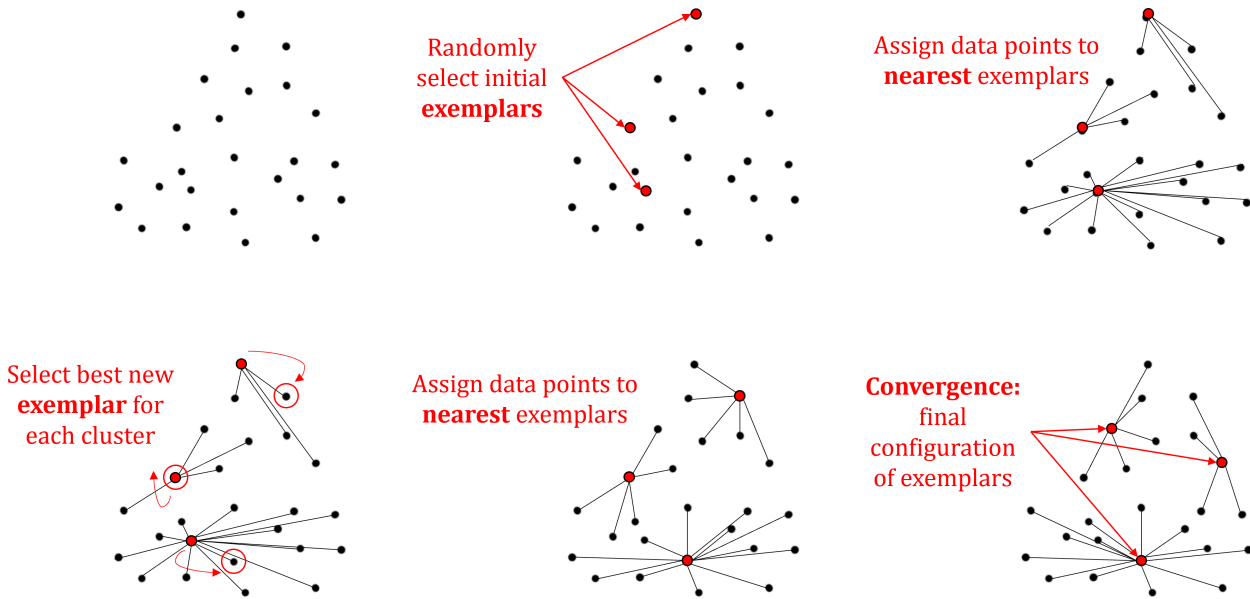 Randomly
select initial
exemplars
Assign data points to
nearest exemplars
Select best new
exemplar for
each cluster
Assign data points to
nearest exemplars
Convergence:
final
configuration
of exemplars